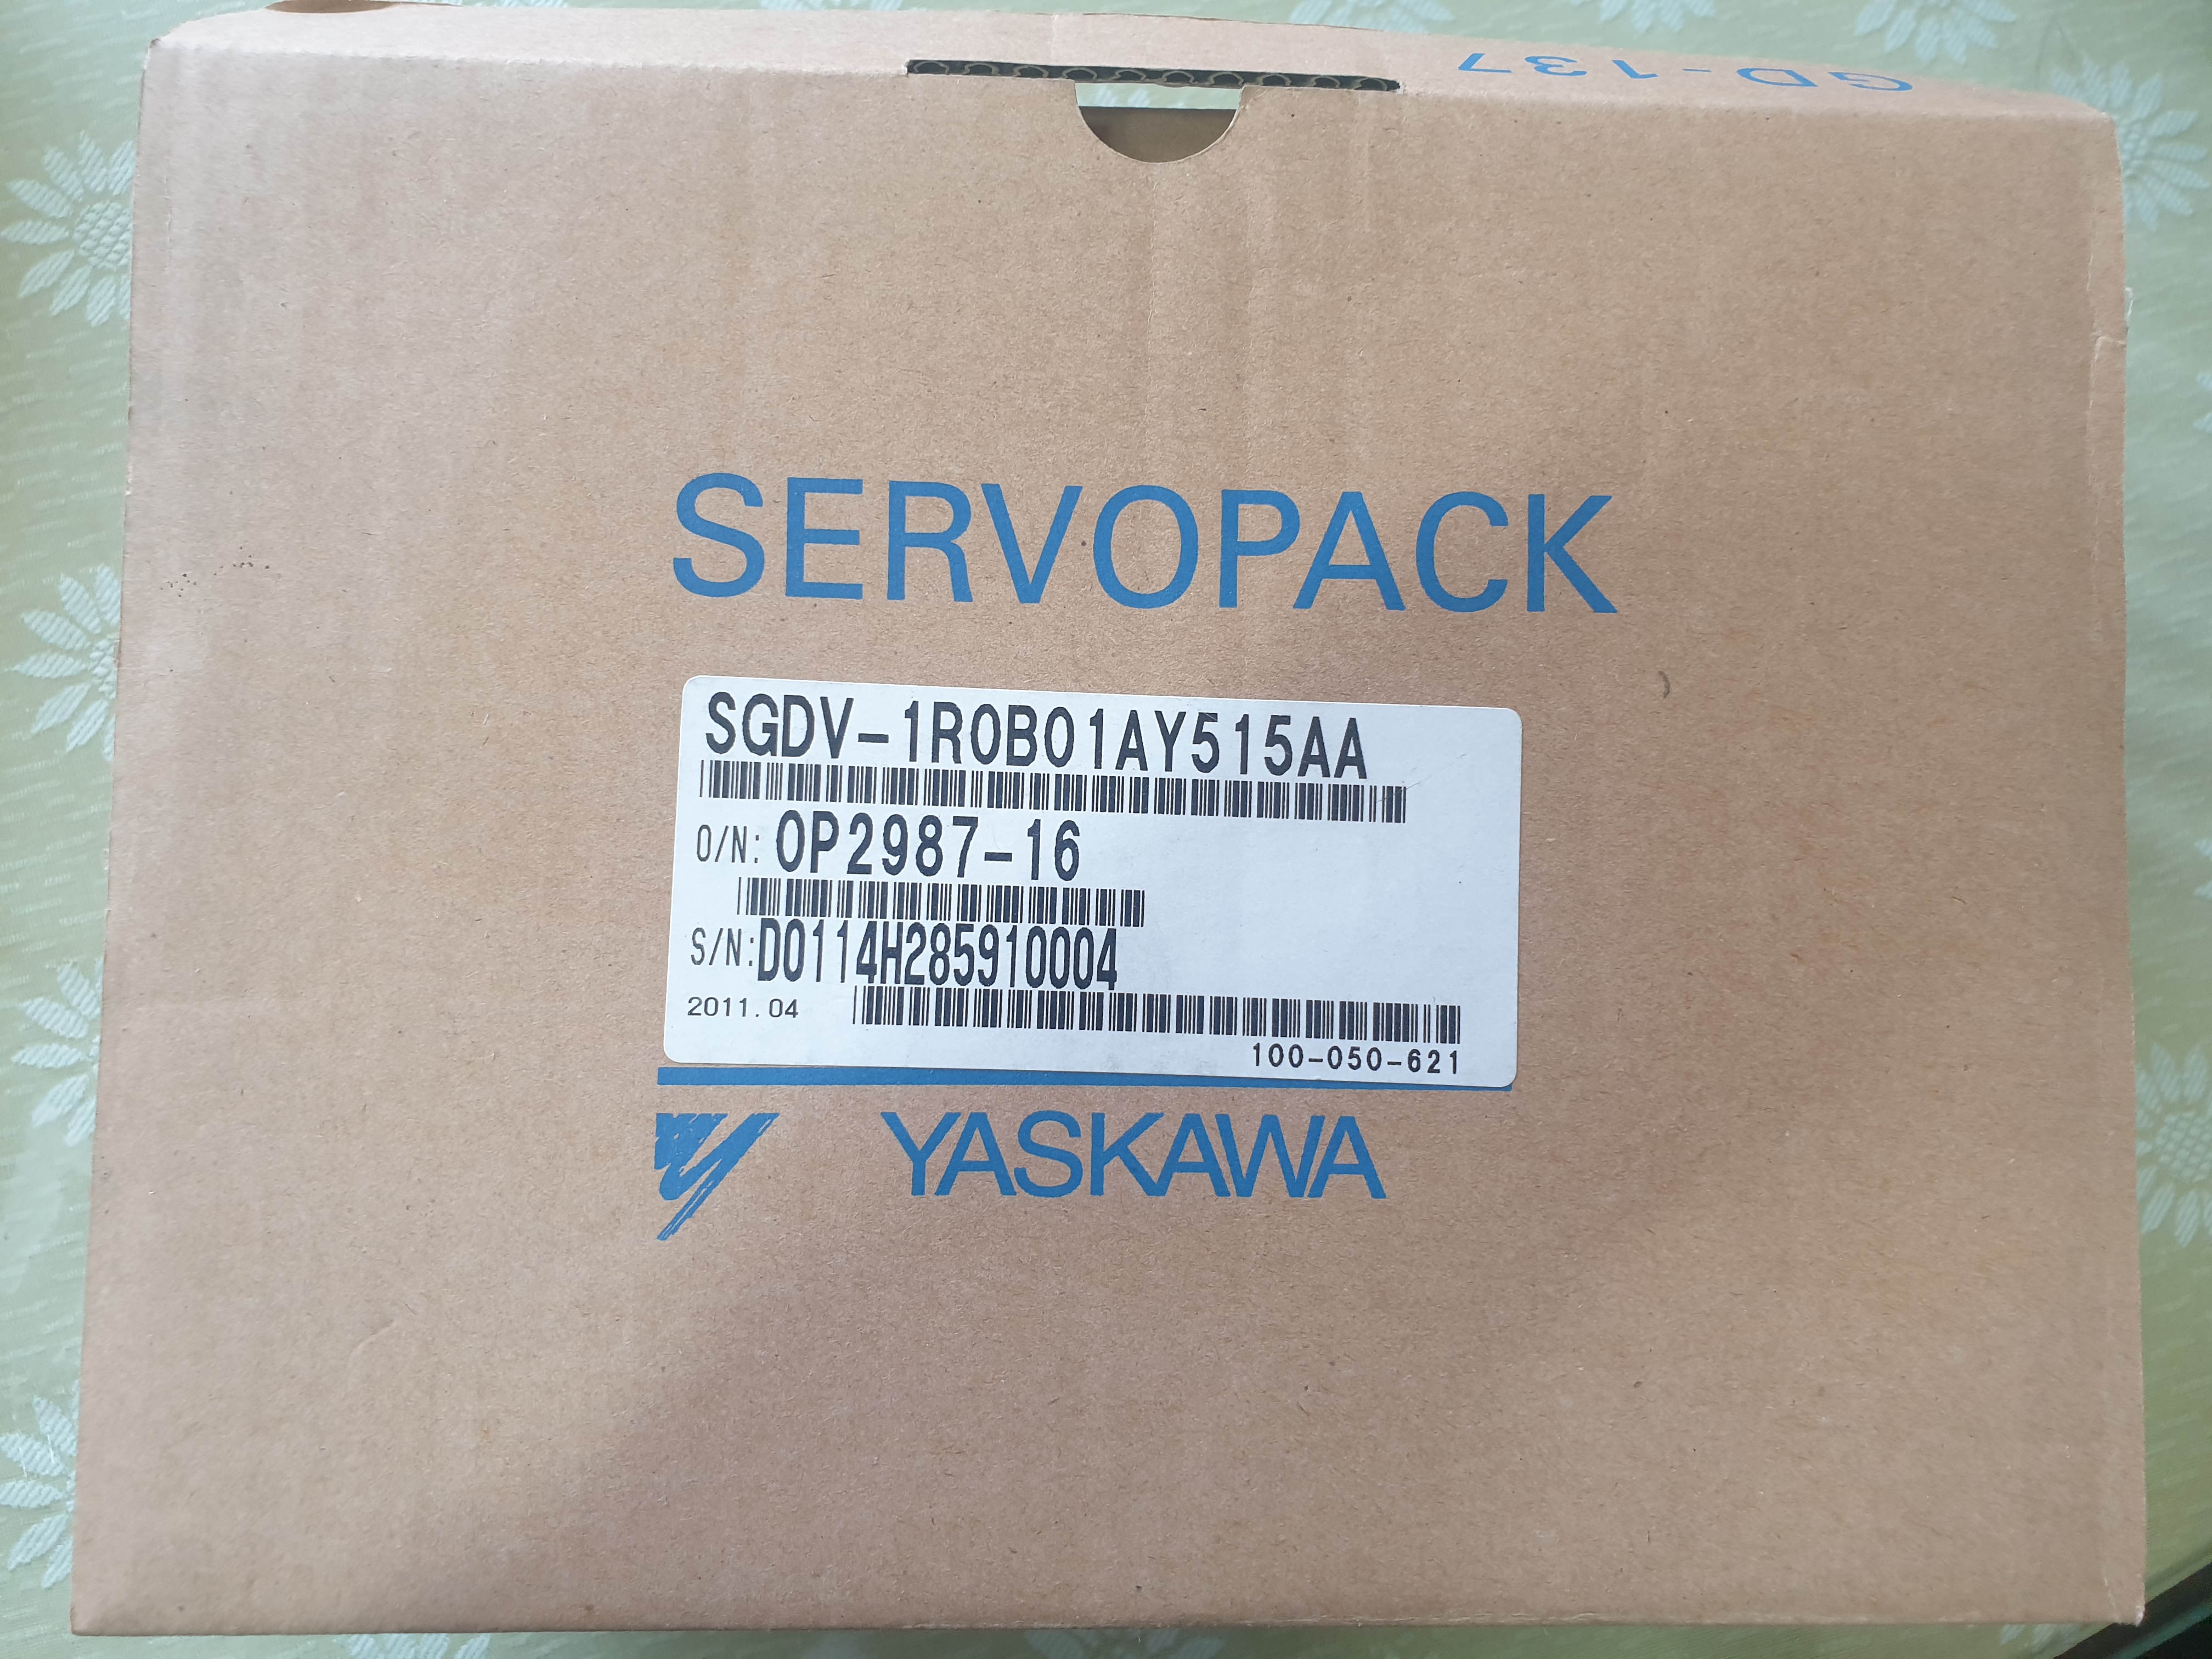 GD-137
SERVOPACK
SGDV-1R0B01AY515AA
O/N: OP2987-16
S/N: D0114H285910004
2011.04
100-050-621
YASKAWA